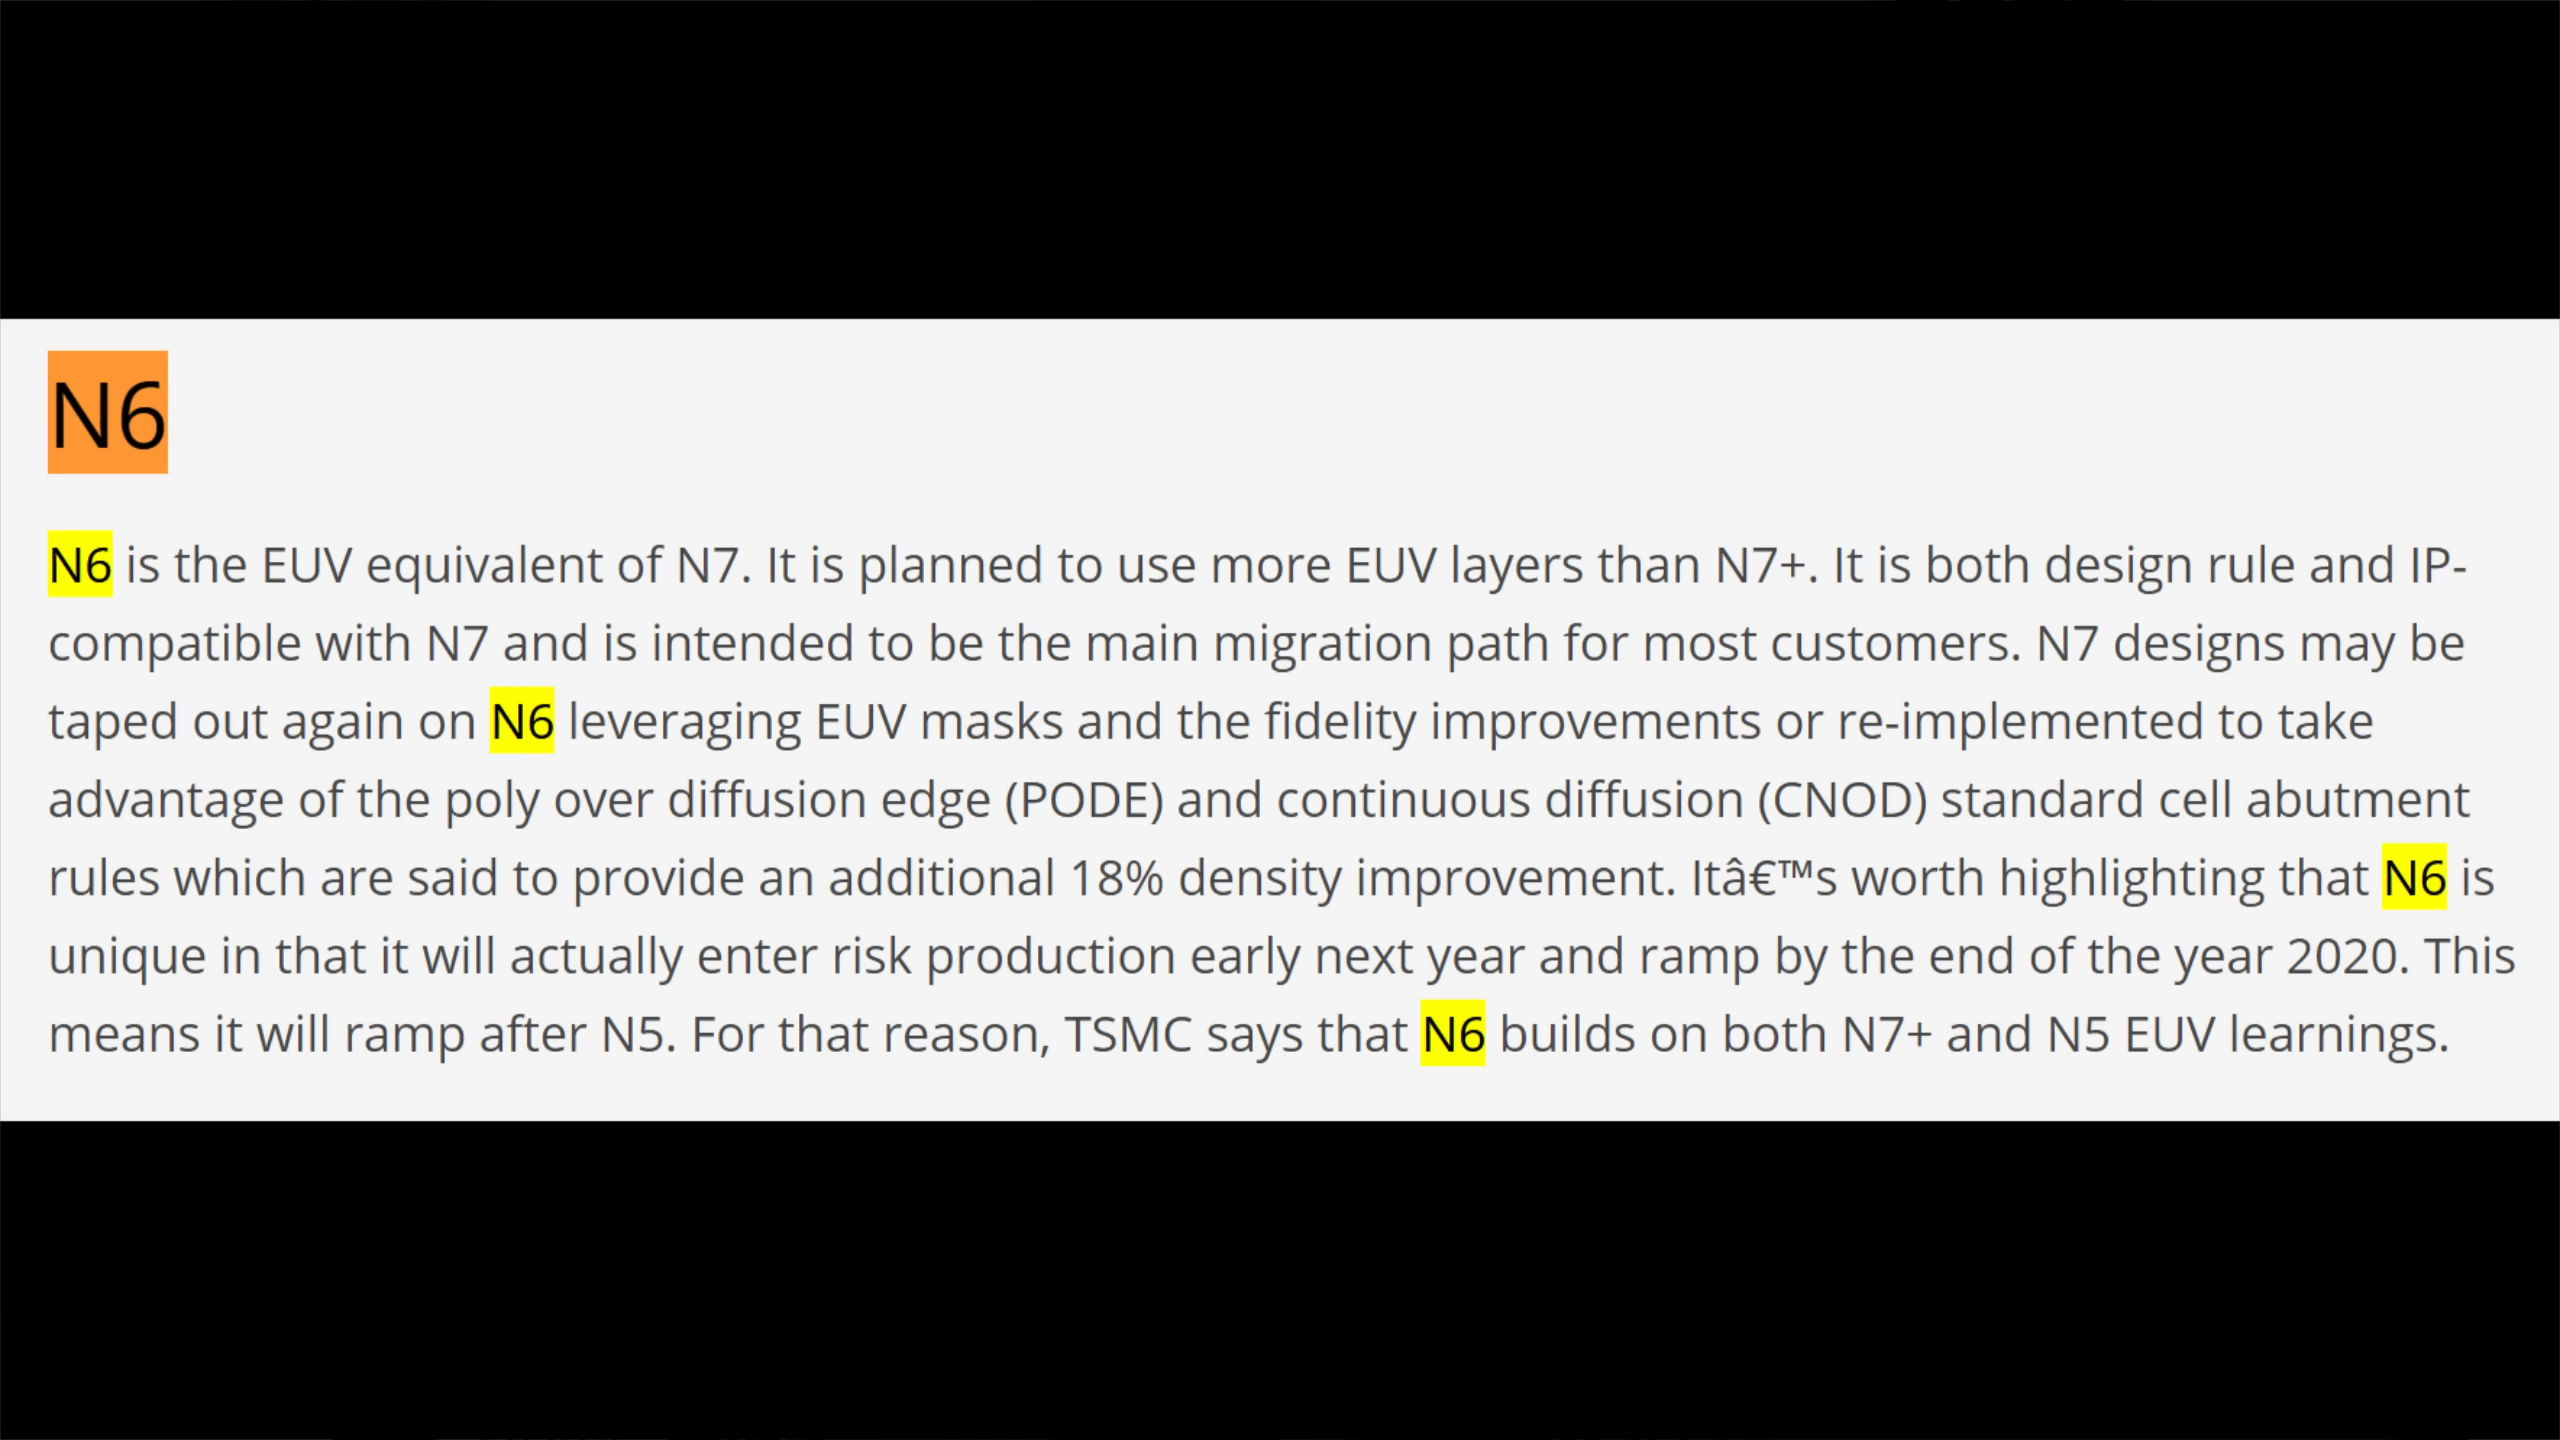 N6
N6 is the EUV equivalent of N7. It is planned to use more EUV layers than N7+. It is both design rule and IP-
compatible with N7 and is intended to be the main migration path for most customers. N7 designs may be
taped out again on N6 leveraging EUV masks and the fidelity improvements or re-implemented to take
advantage of the poly over diffusion edge (PODE) and continuous diffusion (CNOD) standard cell abutment
rules which are said to provide an additional 18% density improvement. Itâ€™s worth highlighting that N6 is
unique in that it will actually enter risk production early next year and ramp by the end of the year 2020. This
means it will ramp after N5. For that reason, TSMC says that N6 builds on both N7+ and N5 EUV learnings.